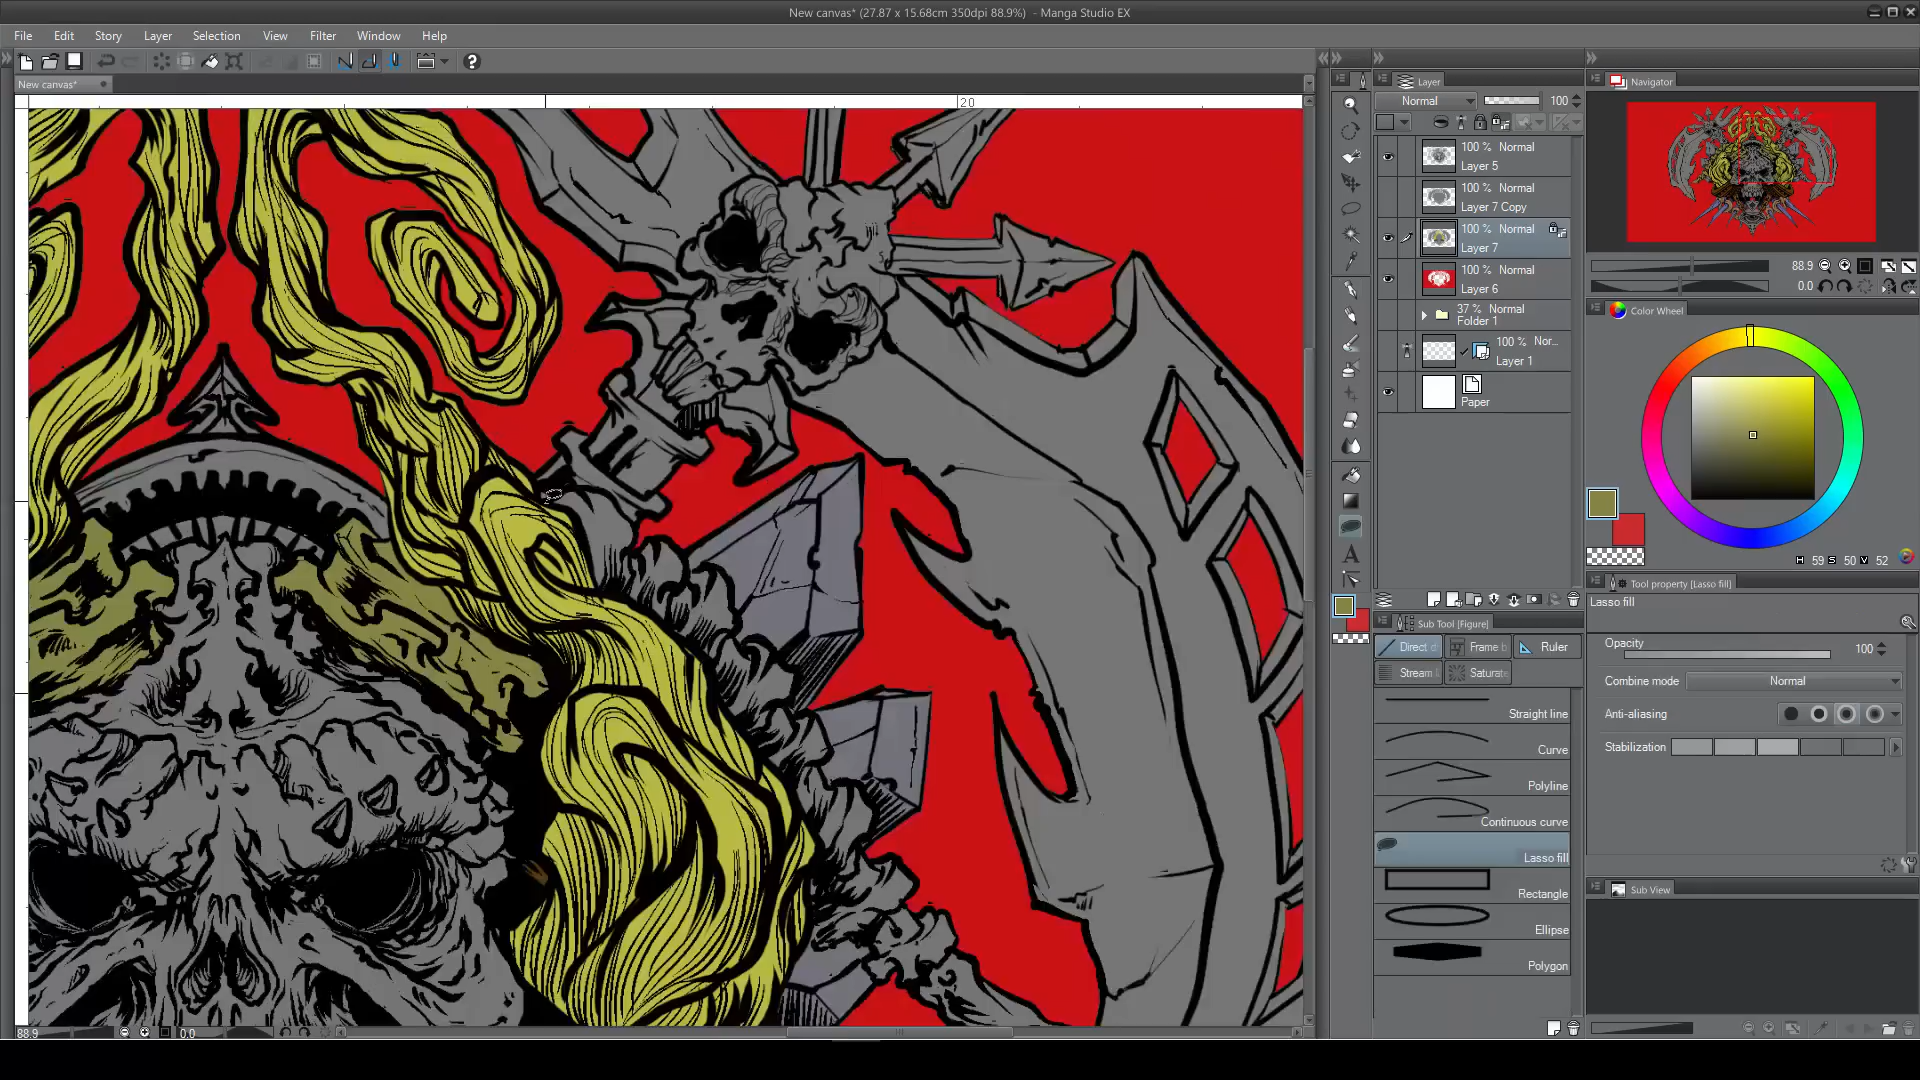 New canvas* (27.87 x 15.68cm 350dpi 88.9%) - Manga Studio EX
File Edit Story Layer Selection View Filter Window Help
New canvas*
20
Layer
Normal 100
100 % Normal
Layer 5
100 % Normal
Layer 7 Copy
100 % Normal
Layer 7
100 % Normal
Layer 6
37 % Normal
Folder 1
100 % Nor...
Layer 1
Paper
Sub Tool [Figure]
Direct Frame b Ruler
Stream Saturate
Straight line
Curve
Polyline
Continuous curve
Lasso fill
Rectangle
Ellipse
Polygon
Navigator
88.9
0.0
Color Wheel
H 59 S 50 V 52
Tool property [Lasso fill]
Lasso fill
Opacity 100
Combine mode Normal
Anti-aliasing
Stabilization
Sub View
A
88.9 0.0